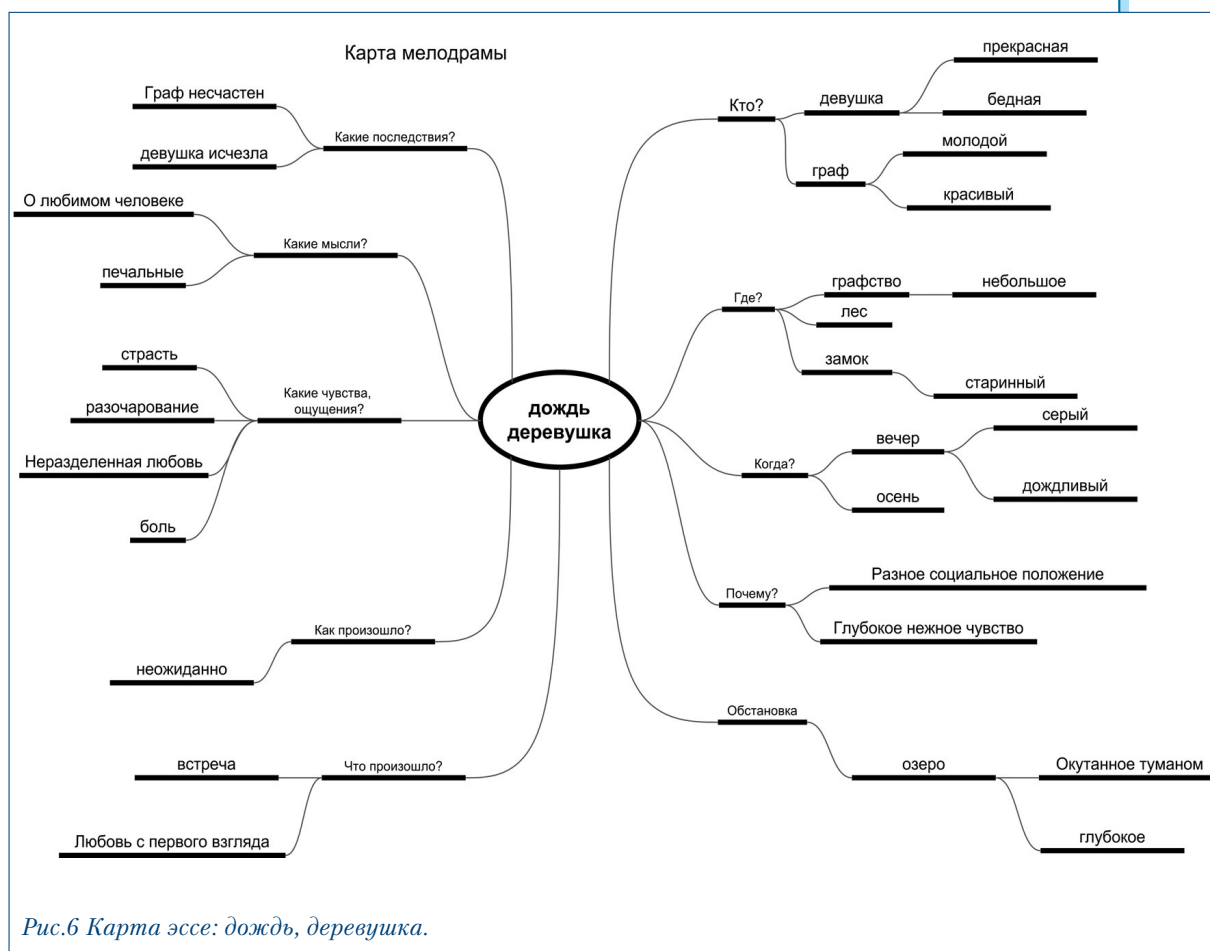 Карта мелодрамы
Граф несчастен
девушка исчезла
Какие последствия?
О любимом человеке
печальные
Какие мысли?
страсть
разочарование
Неразделенная любовь
боль
Какие чувства,
ощущения?
неожиданно
Как произошло?
встреча
Любовь с первого взгляда
Что произошло?
дождь
деревушка
Кто?
девушка
прекрасная
бедная
граф
молодой
красивый
Где?
графство
небольшое
лес
замок
старинный
Когда?
вечер
серый
дождливый
осень
Почему?
Разное социальное положение
Глубокое нежное чувство
Обстановка
озеро
Окутанное туманом
глубокое
Рис.6 Карта эссе: дождь, деревушка.